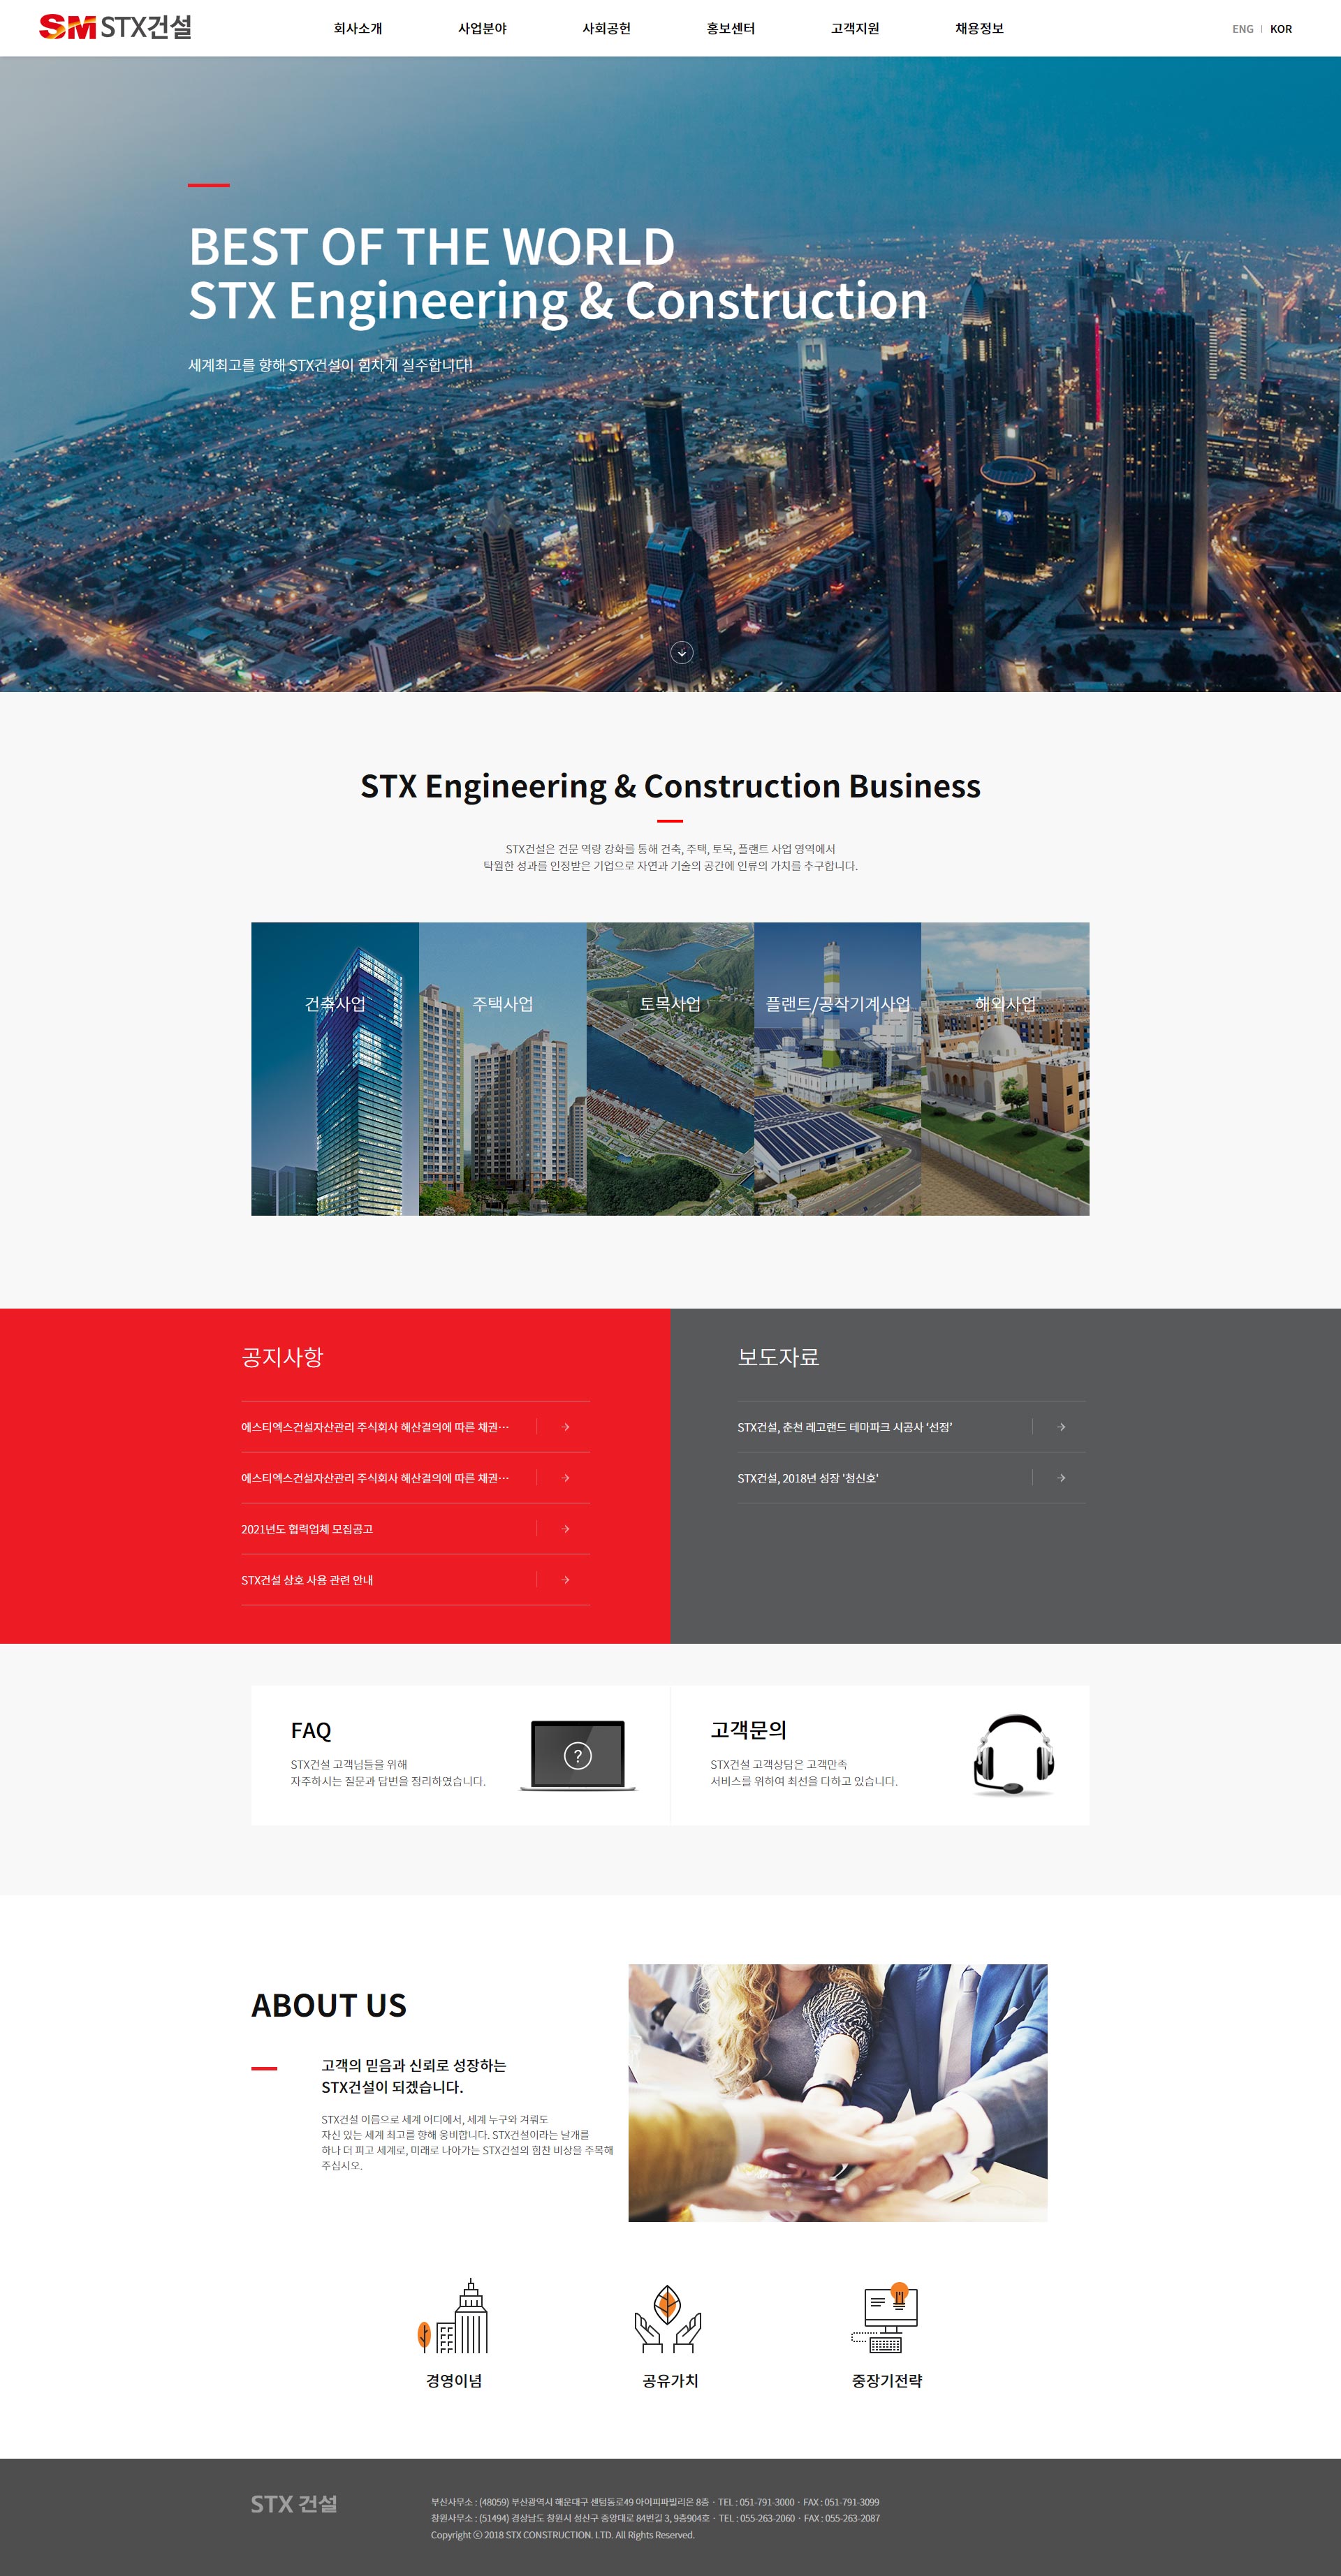 SM STX건설
회사소개
사업분야
사회공헌
홍보센터
고객지원
채용정보
ENG
KOR
BEST OF THE WORLD
STX Engineering & Construction
세계최고를 향해 STX건설이 힘차게 질주합니다!
STX Engineering & Construction Business
STX건설은 건문 역량 강화를 통해 건축, 주택, 토목, 플랜트 사업 영역에서
탁월한 성과를 인정받은 기업으로 자연과 기술의 공간에 인류의 가치를 추구합니다.
건축사업
주택사업
토목사업
플랜트/공작기계사업
해외사업
공지사항
에스티엑스건설자산관리 주식회사 해산결의에 따른 채권…
에스티엑스건설자산관리 주식회사 해산결의에 따른 채권…
2021년도 협력업체 모집공고
STX건설 상호 사용 관련 안내
보도자료
STX건설, 춘천 레고랜드 테마파크 시공사 ‘선정’
STX건설, 2018년 성장 '청신호'
FAQ
STX건설 고객님들을 위해
자주하시는 질문과 답변을 정리하였습니다.
?
고객문의
STX건설 고객상담은 고객만족
서비스를 위하여 최선을 다하고 있습니다.
ABOUT US
고객의 믿음과 신뢰로 성장하는
STX건설이 되겠습니다.
STX건설 이름으로 세계 어디에서, 세계 누구와 겨뤄도
자신 있는 세계 최고를 향해 웅비합니다. STX건설이라는 날개를
하나 더 피고 세계로, 미래로 나아가는 STX건설의 힘찬 비상을 주목해
주십시오.
경영이념
공유가치
중장기전략
STX 건설
부산사무소 : (48059) 부산광역시 해운대구 센텀동로49 아이피파빌리온 8층 · TEL : 051-791-3000 · FAX : 051-791-3099
창원사무소 : (51494) 경상남도 창원시 성산구 중앙대로 84번길 3, 9층904호 · TEL : 055-263-2060 · FAX : 055-263-2087
Copyright ⓒ 2018 STX CONSTRUCTION. LTD. All Rights Reserved.